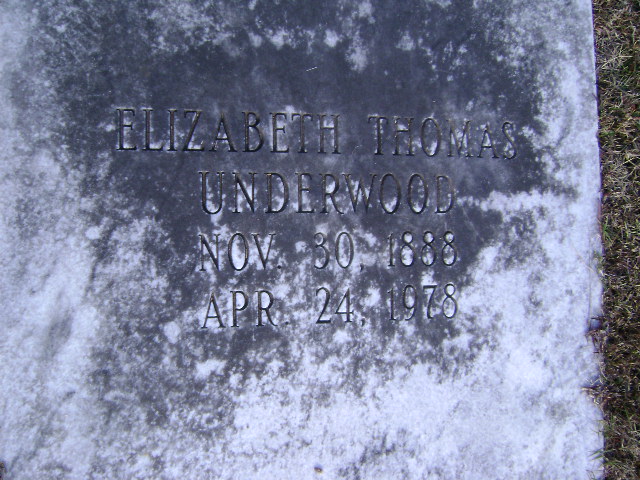 ELIZABETH THOMAS
UNDERWOOD
NOV. 30, 1888
APR. 24, 1978